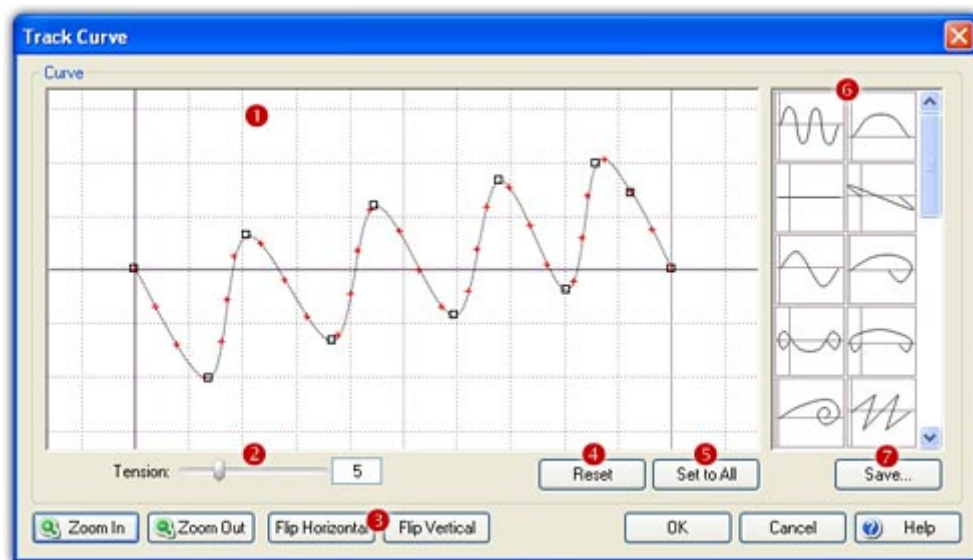 Track Curve
Curve
1
6
2
4
5
7
Tension: 5
Reset
Set to All
Save...
3
Zoom In
Zoom Out
Flip Horizontal
Flip Vertical
OK
Cancel
Help